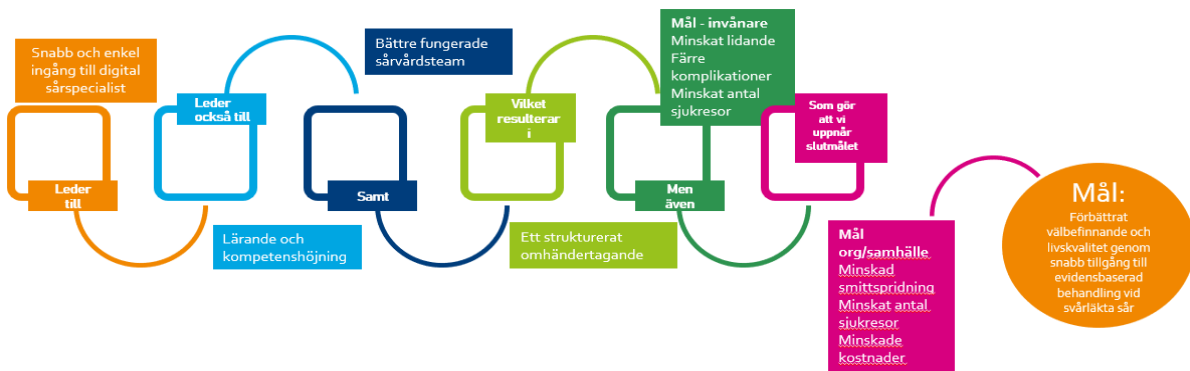 Snabb och enkel
ingång till digital
sårspecialist
Leder
till
Leder
också till
Lärande och
kompetenshöjning
Bättre fungerade
sårvårdsteam
Samt
Vilket
resulterar
i
Ett strukturerat
omhändertagande
Mål - invånare
Minskat lidande
Färre
komplikationer
Minskat antal
sjukresor
Men
även
Som gör
att vi
uppnår
slutmålet
Mål
org/samhälle
Minskad
smittspridning
Minskat antal
sjukresor
Minskade
kostnader
Mål:
Förbättrat
välbefinnande och
livskvalitet genom
snabb tillgång till
evidensbaserad
behandling vid
svårläkta sår